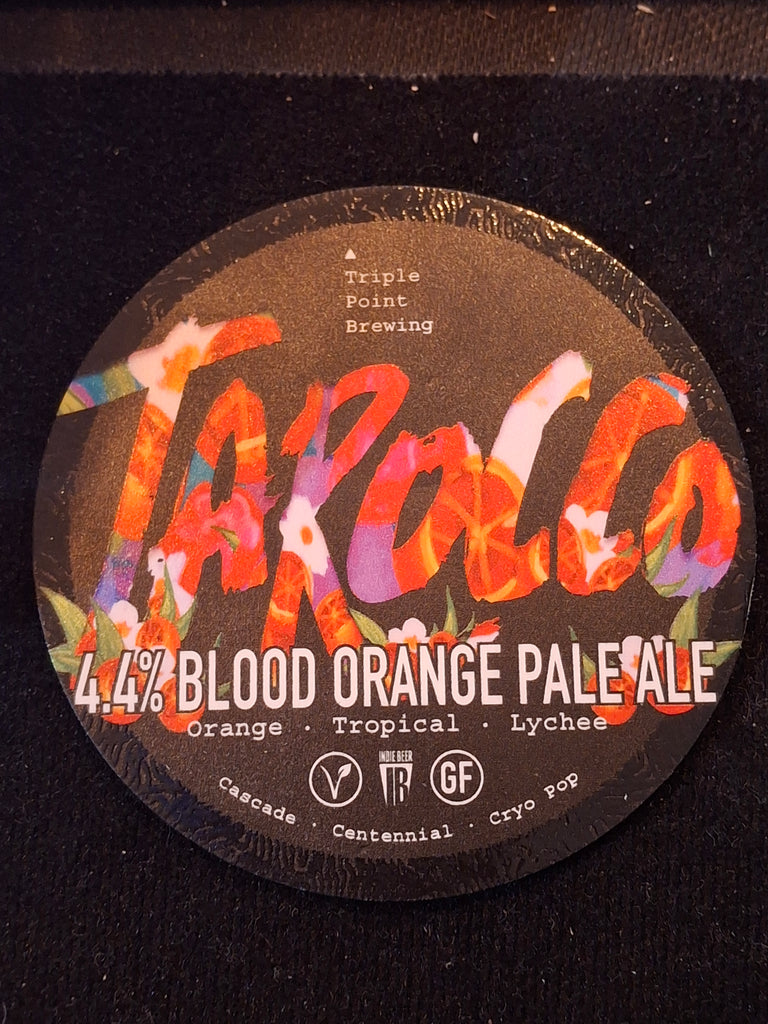 Triple
Point
Brewing
TAROCCO
4.4% BLOOD ORANGE PALE ALE
Orange · Tropical · Lychee
V
INDIE BEER
IB
GF
Cascade · Centennial · Cryo Pop